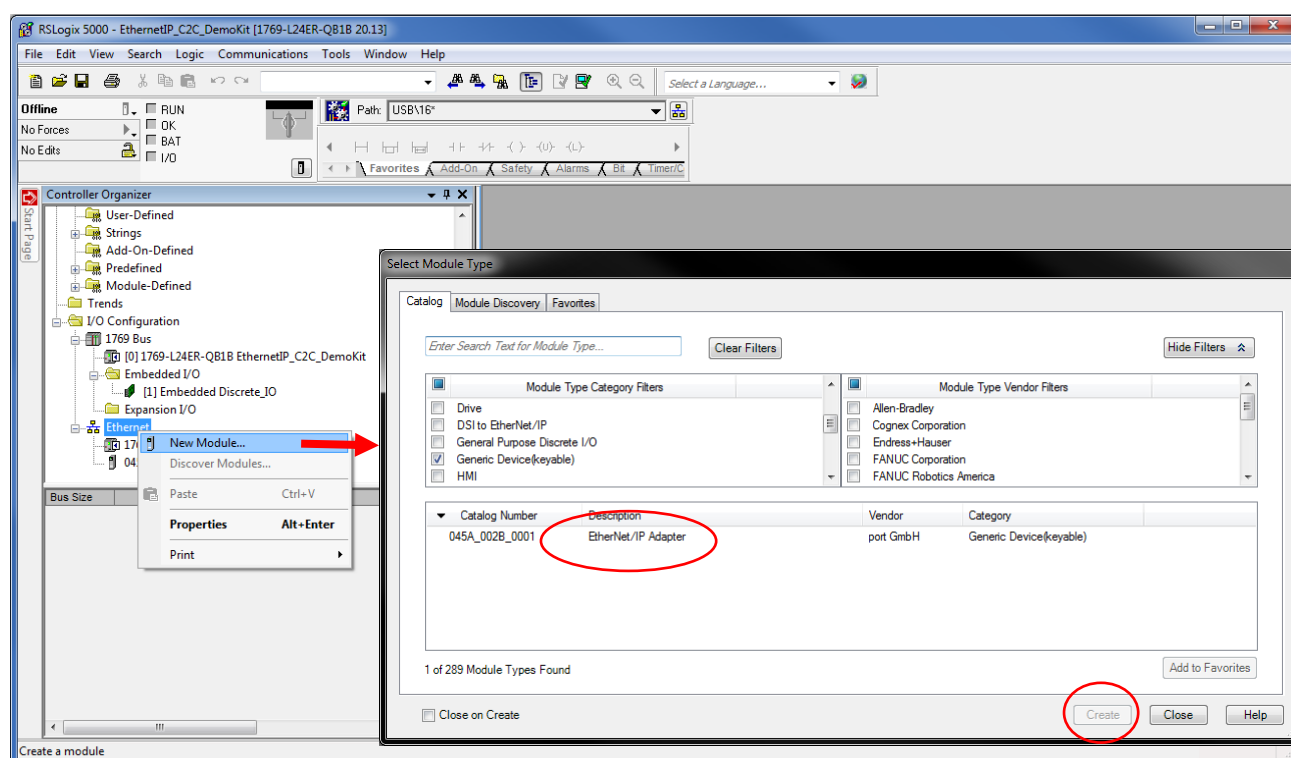 RSLogix 5000 - EthernetIP_C2C_DemoKit [1769-L24ER-QB1B 20.13]
File Edit View Search Logic Communications Tools Window Help
Select a Language...
Offline
RUN
Path: USB\16*
No Forces
OK
BAT
No Edits
I/O
Favorites Add-On Safety Alarms Bit Timer/C
Start Page
Controller Organizer
User-Defined
Strings
Add-On-Defined
Predefined
Module-Defined
Trends
I/O Configuration
1769 Bus
[0] 1769-L24ER-QB1B EthernetIP_C2C_DemoKit
Embedded I/O
[1] Embedded Discrete_IO
Expansion I/O
Ethernet
17
04
New Module...
Discover Modules...
Paste Ctrl+V
Properties Alt+Enter
Print
Bus Size
Create a module
Select Module Type
Catalog Module Discovery Favorites
Enter Search Text for Module Type...
Clear Filters
Hide Filters
Module Type Category Filters
Drive
DSI to EtherNet/IP
General Purpose Discrete I/O
Generic Device(keyable)
HMI
Module Type Vendor Filters
Allen-Bradley
Cognex Corporation
Endress+Hauser
FANUC Corporation
FANUC Robotics America
Catalog Number Description Vendor Category
045A_002B_0001 EtherNet/IP Adapter port GmbH Generic Device(keyable)
1 of 289 Module Types Found
Add to Favorites
Close on Create
Create Close Help